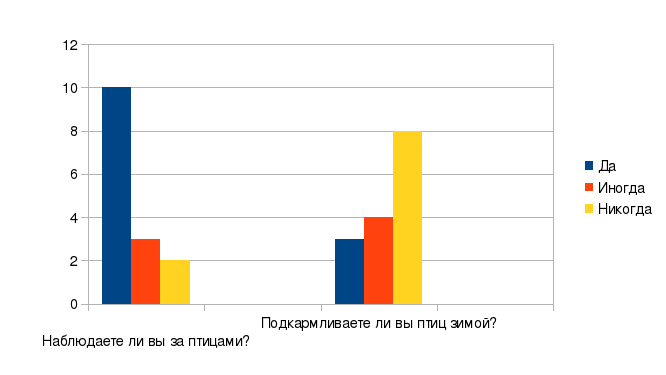 12
10
8
6
4
2
0
Подкармливаете ли вы птиц зимой?
Наблюдаете ли вы за птицами?
Да
Иногда
Никогда